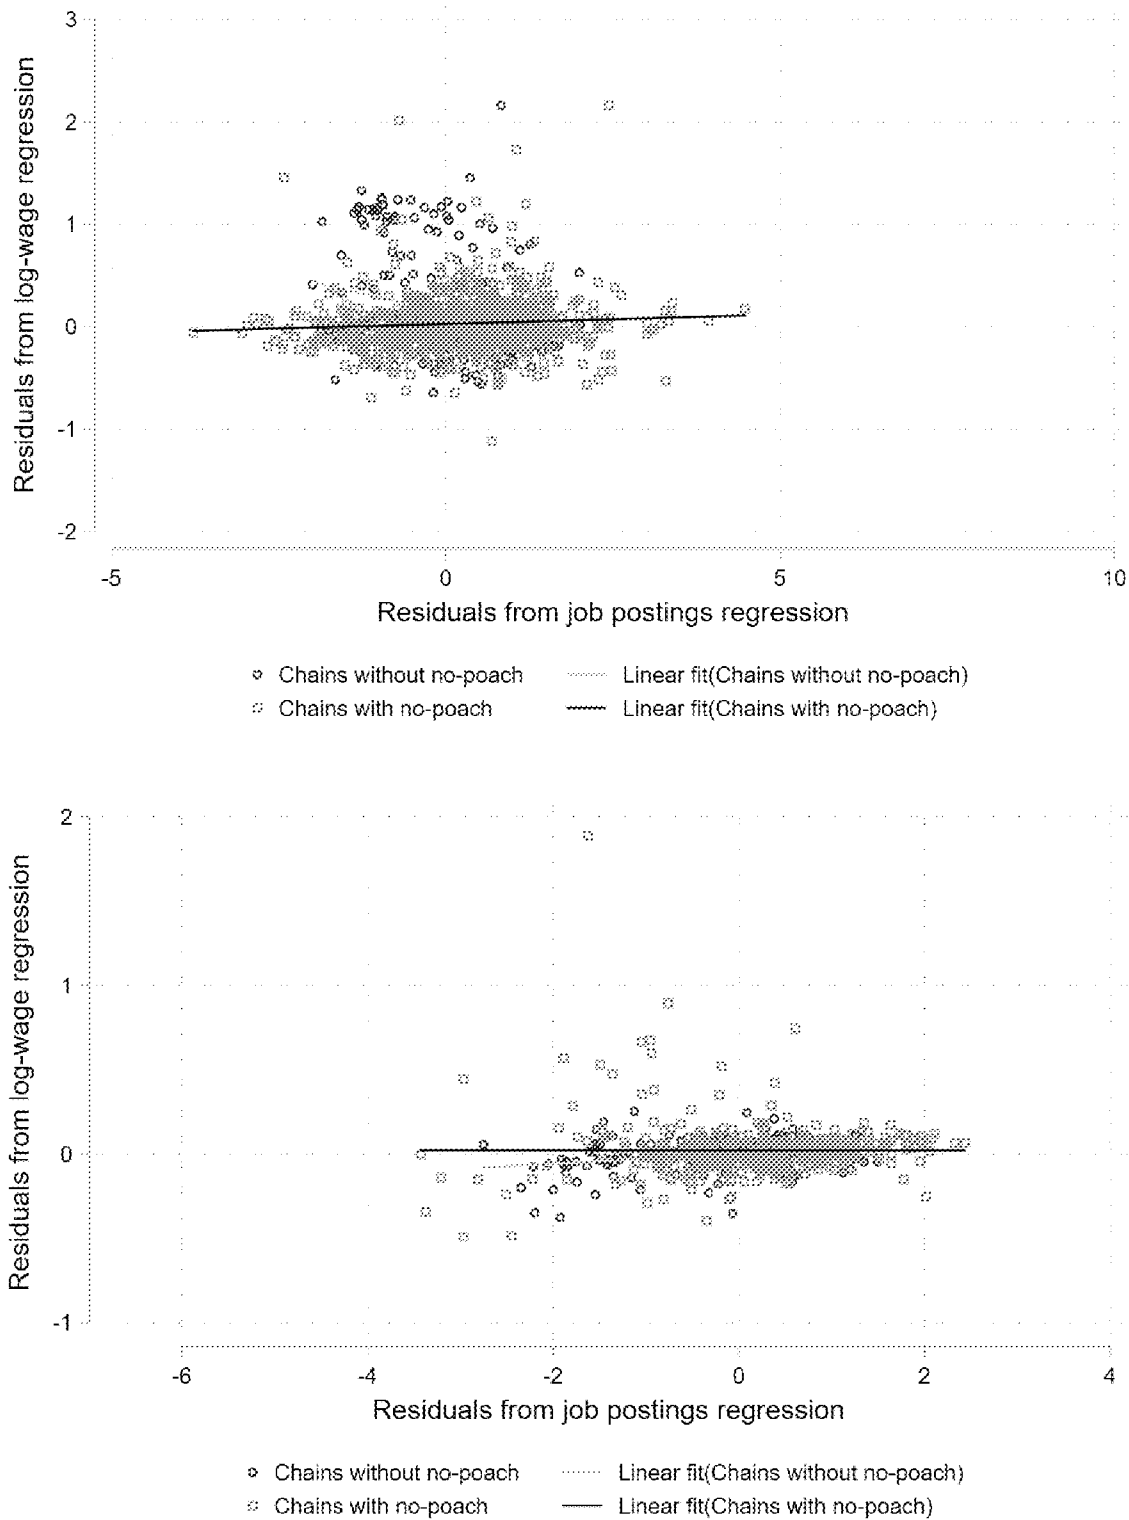 3
2
1
0
-1
-2
Residuals from log-wage regression
-5 0 5 10
Residuals from job postings regression
Chains without no-poach Linear fit(Chains without no-poach)
Chains with no-poach Linear fit(Chains with no-poach)
2
1
0
-1
Residuals from log-wage regression
-6 -4 -2 0 2 4
Residuals from job postings regression
Chains without no-poach Linear fit(Chains without no-poach)
Chains with no-poach Linear fit(Chains with no-poach)